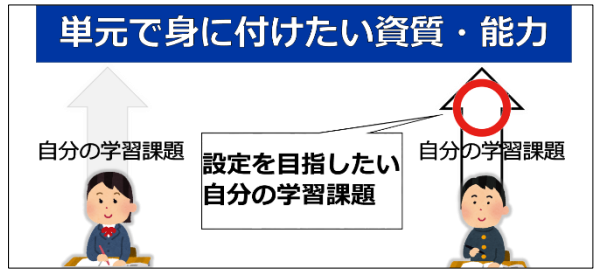 単元で身に付けたい資質・能力
自分の学習課題
設定を目指したい
自分の学習課題
自分の学習課題